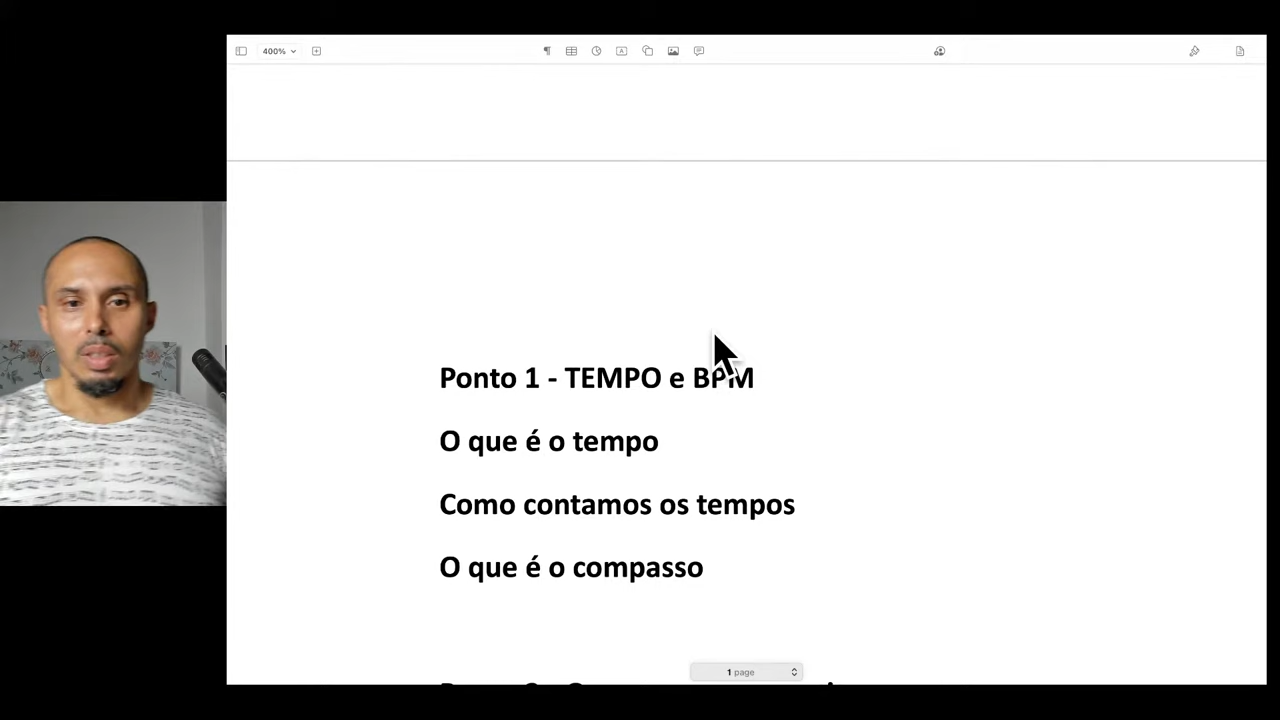 400%
Ponto 1 - TEMPO e BPM
O que é o tempo
Como contamos os tempos
O que é o compasso
1 page